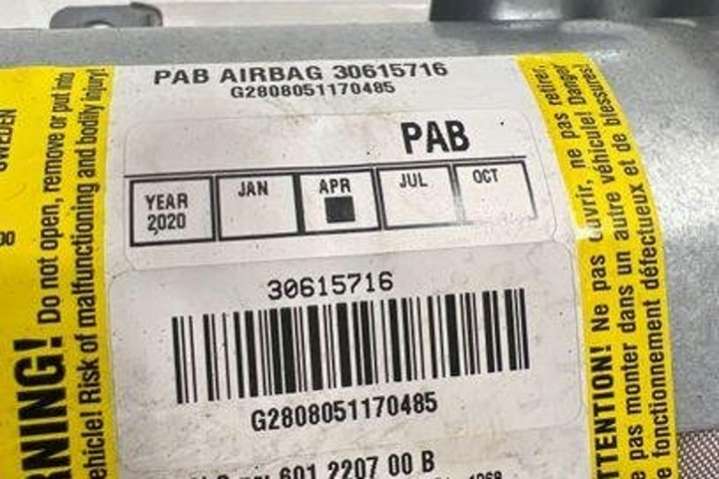 PAB AIRBAG 30615716
G2808051170485
PAB
YEAR 2020 JAN APR JUL OCT
30615716
G2808051170485
601 2207 00 B
SWEDEN
Do not open, remove or put into
vehicle! Risk of malfunctioning and bodily injury!
ATTENTION! Ne pas ouvrir, ne pas retirer,
ne pas monter dans un autre véhicule! Danger
de fonctionnement défectueux et de blessures!